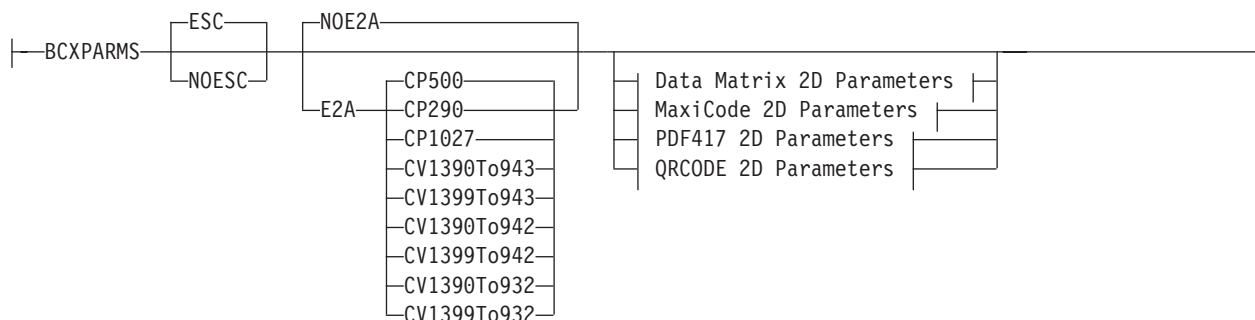 ESC NOE2A
BCXPARMS
NOESC CP500 Data Matrix 2D Parameters
E2A CP290 MaxiCode 2D Parameters
CP1027 PDF417 2D Parameters
CV1390To943 QRCODE 2D Parameters
CV1399To943
CV1390To942
CV1399To942
CV1390To932
CV1399To932